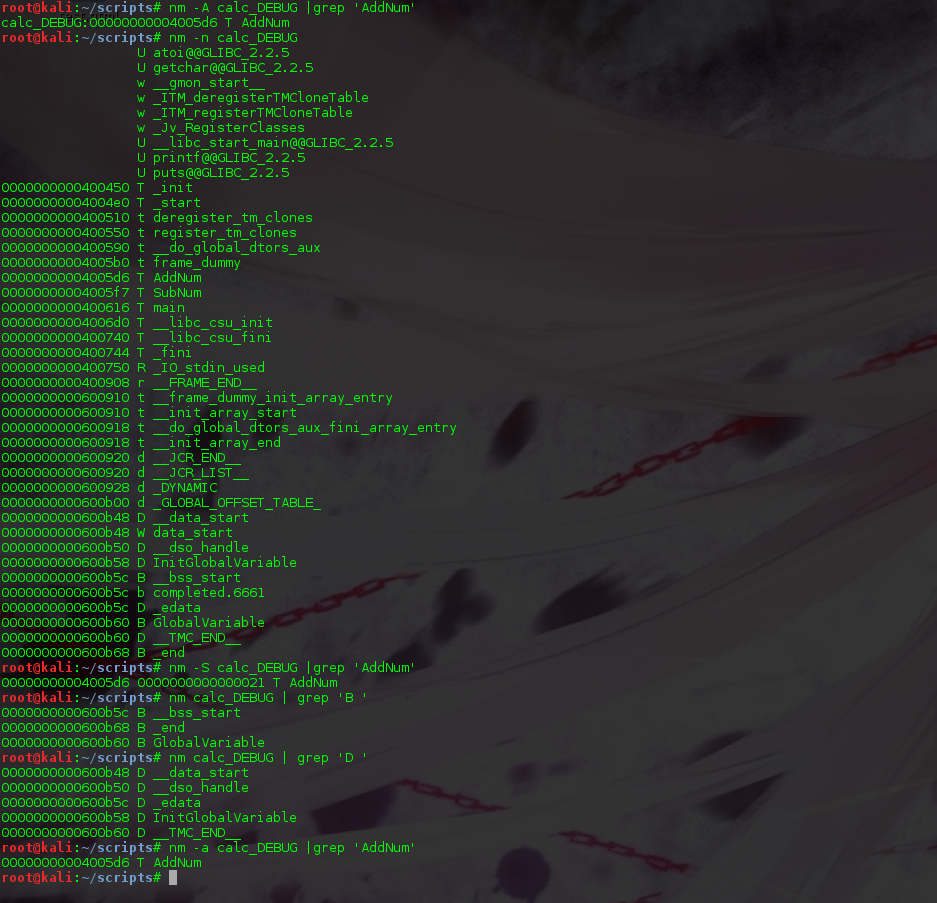 root@kali:~/scripts# nm -A calc_DEBUG |grep 'AddNum'
calc_DEBUG:00000000004005d6 T AddNum
root@kali:~/scripts# nm -n calc_DEBUG
                 U atoi@@GLIBC_2.2.5
                 U getchar@@GLIBC_2.2.5
                 w __gmon_start__
                 w _ITM_deregisterTMCloneTable
                 w _ITM_registerTMCloneTable
                 w _Jv_RegisterClasses
                 U __libc_start_main@@GLIBC_2.2.5
                 U printf@@GLIBC_2.2.5
                 U puts@@GLIBC_2.2.5
0000000000400450 T _init
00000000004004e0 T _start
0000000000400510 t deregister_tm_clones
0000000000400550 t register_tm_clones
0000000000400590 t __do_global_dtors_aux
00000000004005b0 t frame_dummy
00000000004005d6 T AddNum
00000000004005f7 T SubNum
0000000000400616 T main
00000000004006d0 T __libc_csu_init
0000000000400740 T __libc_csu_fini
0000000000400744 T _fini
0000000000400750 R _IO_stdin_used
0000000000400908 r __FRAME_END__
0000000000600910 t __frame_dummy_init_array_entry
0000000000600910 t __init_array_start
0000000000600918 t __do_global_dtors_aux_fini_array_entry
0000000000600918 t __init_array_end
0000000000600920 d __JCR_END__
0000000000600920 d __JCR_LIST__
0000000000600928 d _DYNAMIC
0000000000600b00 d _GLOBAL_OFFSET_TABLE_
0000000000600b48 D __data_start
0000000000600b48 W data_start
0000000000600b50 D __dso_handle
0000000000600b58 D InitGlobalVariable
0000000000600b5c B __bss_start
0000000000600b5c b completed.6661
0000000000600b5c D _edata
0000000000600b60 B GlobalVariable
0000000000600b60 D __TMC_END__
0000000000600b68 B _end
root@kali:~/scripts# nm -S calc_DEBUG |grep 'AddNum'
00000000004005d6 0000000000000021 T AddNum
root@kali:~/scripts# nm calc_DEBUG | grep 'B '
0000000000600b5c B __bss_start
0000000000600b68 B _end
0000000000600b60 B GlobalVariable
root@kali:~/scripts# nm calc_DEBUG | grep 'D '
0000000000600b48 D __data_start
0000000000600b50 D __dso_handle
0000000000600b5c D _edata
0000000000600b58 D InitGlobalVariable
0000000000600b60 D __TMC_END__
root@kali:~/scripts# nm -a calc_DEBUG |grep 'AddNum'
00000000004005d6 T AddNum
root@kali:~/scripts#